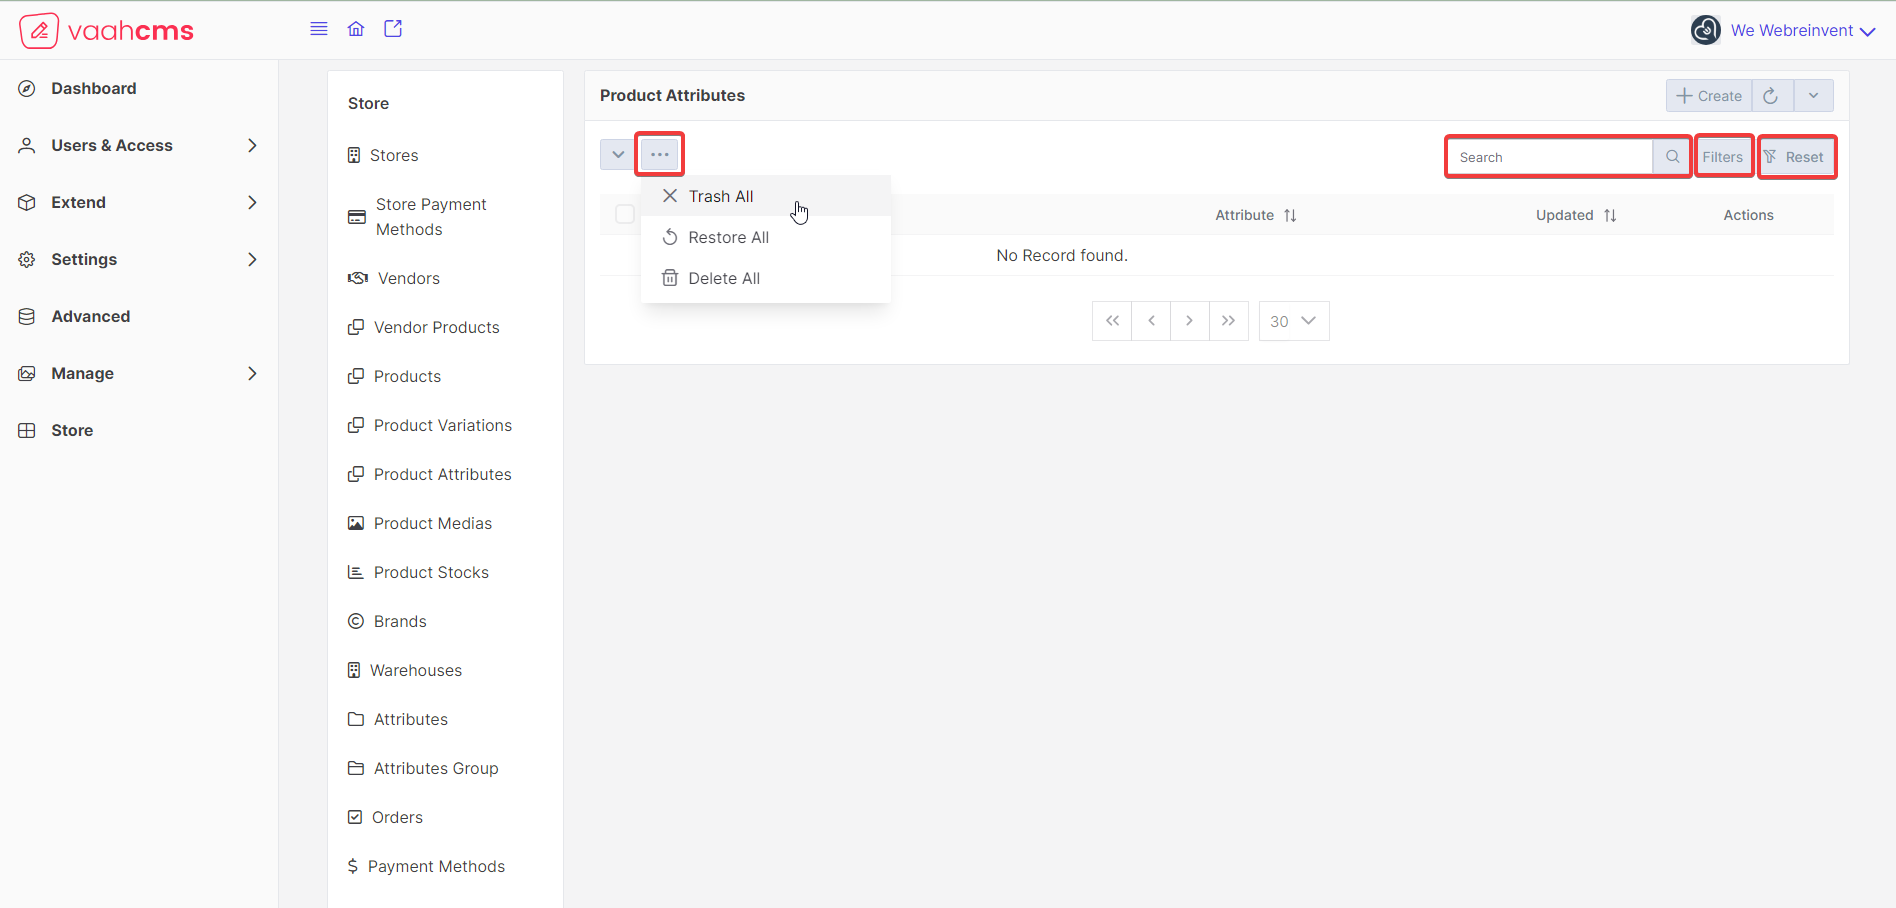 vaahcms
We Webreinvent
Dashboard
Users & Access
Extend
Settings
Advanced
Manage
Store
Store
Stores
Store Payment
Methods
Vendors
Vendor Products
Products
Product Variations
Product Attributes
Product Medias
Product Stocks
Brands
Warehouses
Attributes
Attributes Group
Orders
Payment Methods
Product Attributes
Create
Search
Filters
Reset
Trash All
Restore All
Delete All
Attribute
Updated
Actions
No Record found.
30